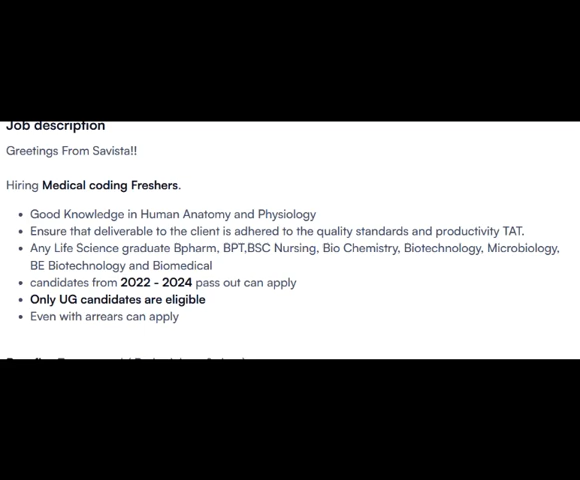 Job description
Greetings From Savista!!
Hiring Medical coding Freshers.
• Good Knowledge in Human Anatomy and Physiology
• Ensure that deliverable to the client is adhered to the quality standards and productivity TAT.
• Any Life Science graduate Bpharm, BPT,BSC Nursing, Bio Chemistry, Biotechnology, Microbiology,
BE Biotechnology and Biomedical
• candidates from 2022 - 2024 pass out can apply
• Only UG candidates are eligible
• Even with arrears can apply